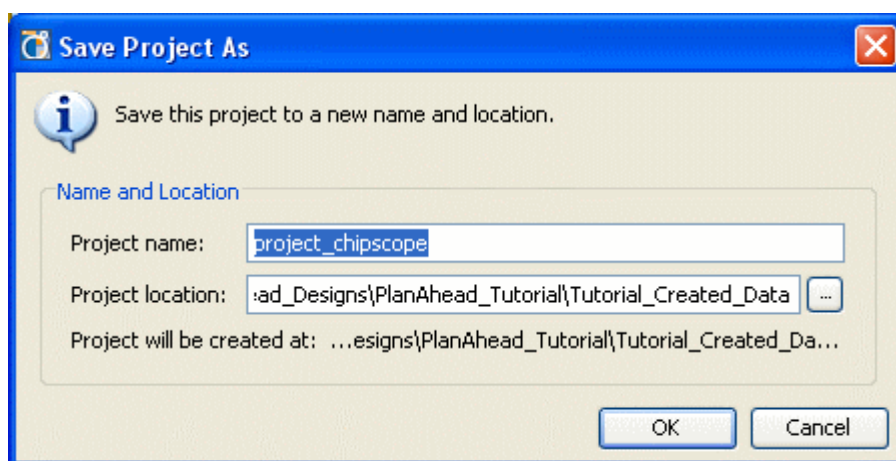 Save Project As
Save this project to a new name and location.
Name and Location
Project name: project_chipscope
Project location: ad_Designs\PlanAhead_Tutorial\Tutorial_Created_Data ...
Project will be created at: ...esigns\PlanAhead_Tutorial\Tutorial_Created_Da...
OK Cancel